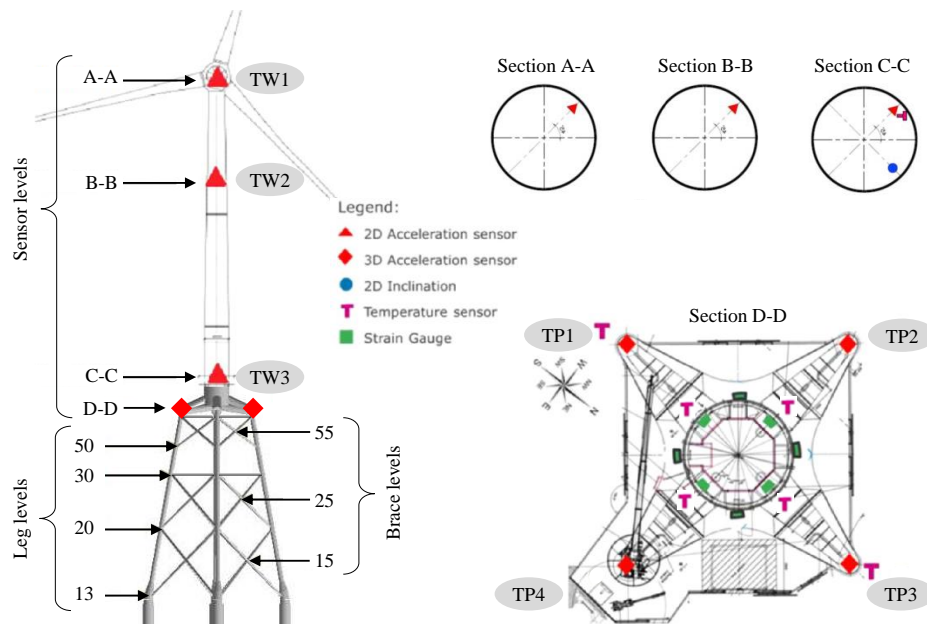 A-A
TW1
B-B
TW2
C-C
TW3
D-D
Sensor levels
50
30
20
13
Leg levels
55
25
15
Brace levels
Legend:
2D Acceleration sensor
3D Acceleration sensor
2D Inclination
Temperature sensor
Strain Gauge
Section A-A
Section B-B
Section C-C
Section D-D
TP1
TP2
TP3
TP4
S
W
E
N